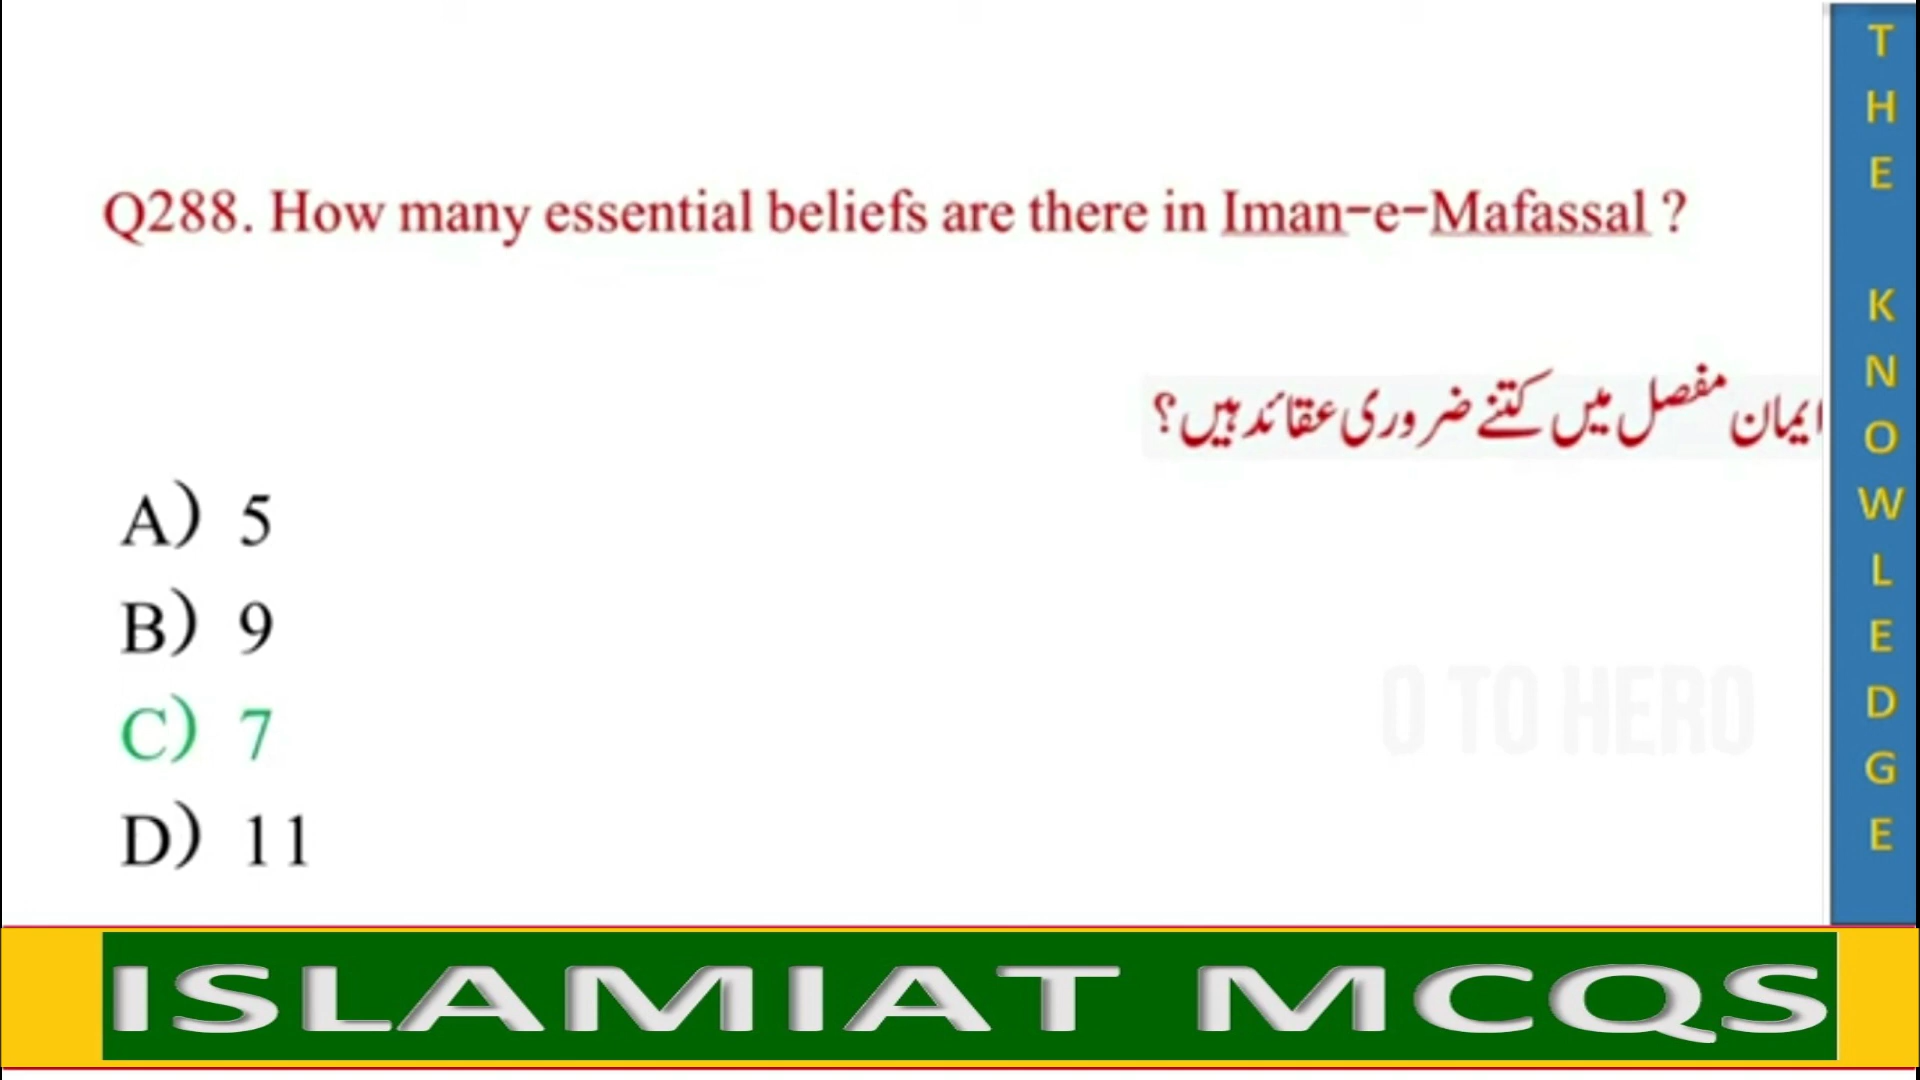 Q288. How many essential beliefs are there in Iman-e-Mafassal ?
ایمان مفصل میں کتنے ضروری عقائد ہیں؟
A) 5
B) 9
C) 7
D) 11
0 TO HERO
THE KNOWLEDGE
ISLAMIAT MCQS